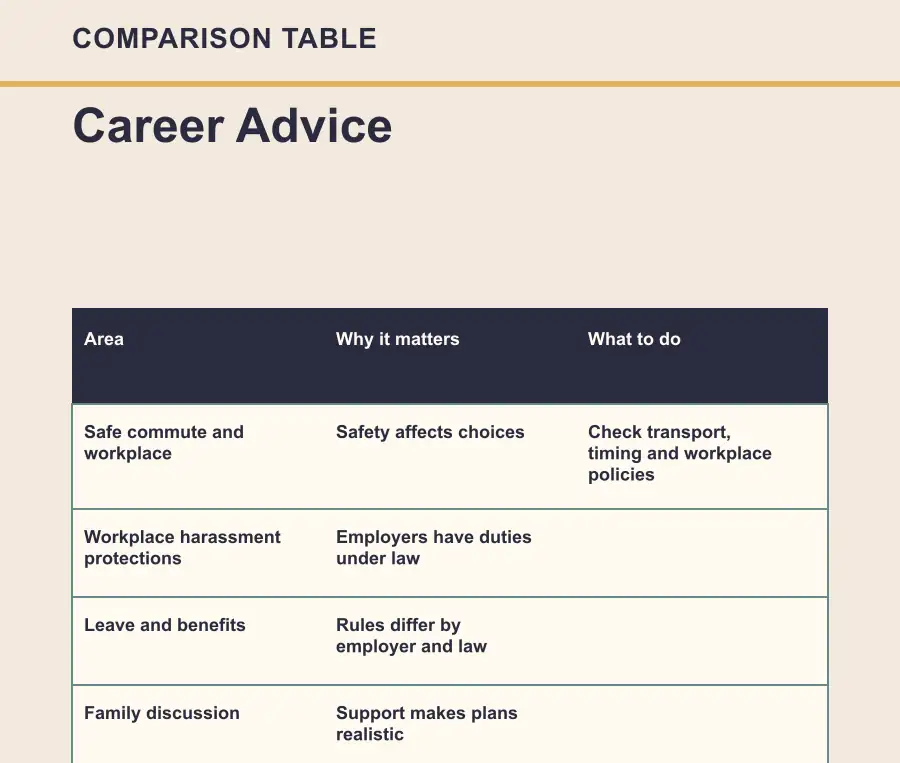 COMPARISON TABLE
Career Advice
Area
Why it matters
What to do
Safe commute and
workplace
Safety affects choices
Check transport,
timing and workplace
policies
Workplace harassment
protections
Employers have duties
under law
Leave and benefits
Rules differ by
employer and law
Family discussion
Support makes plans
realistic